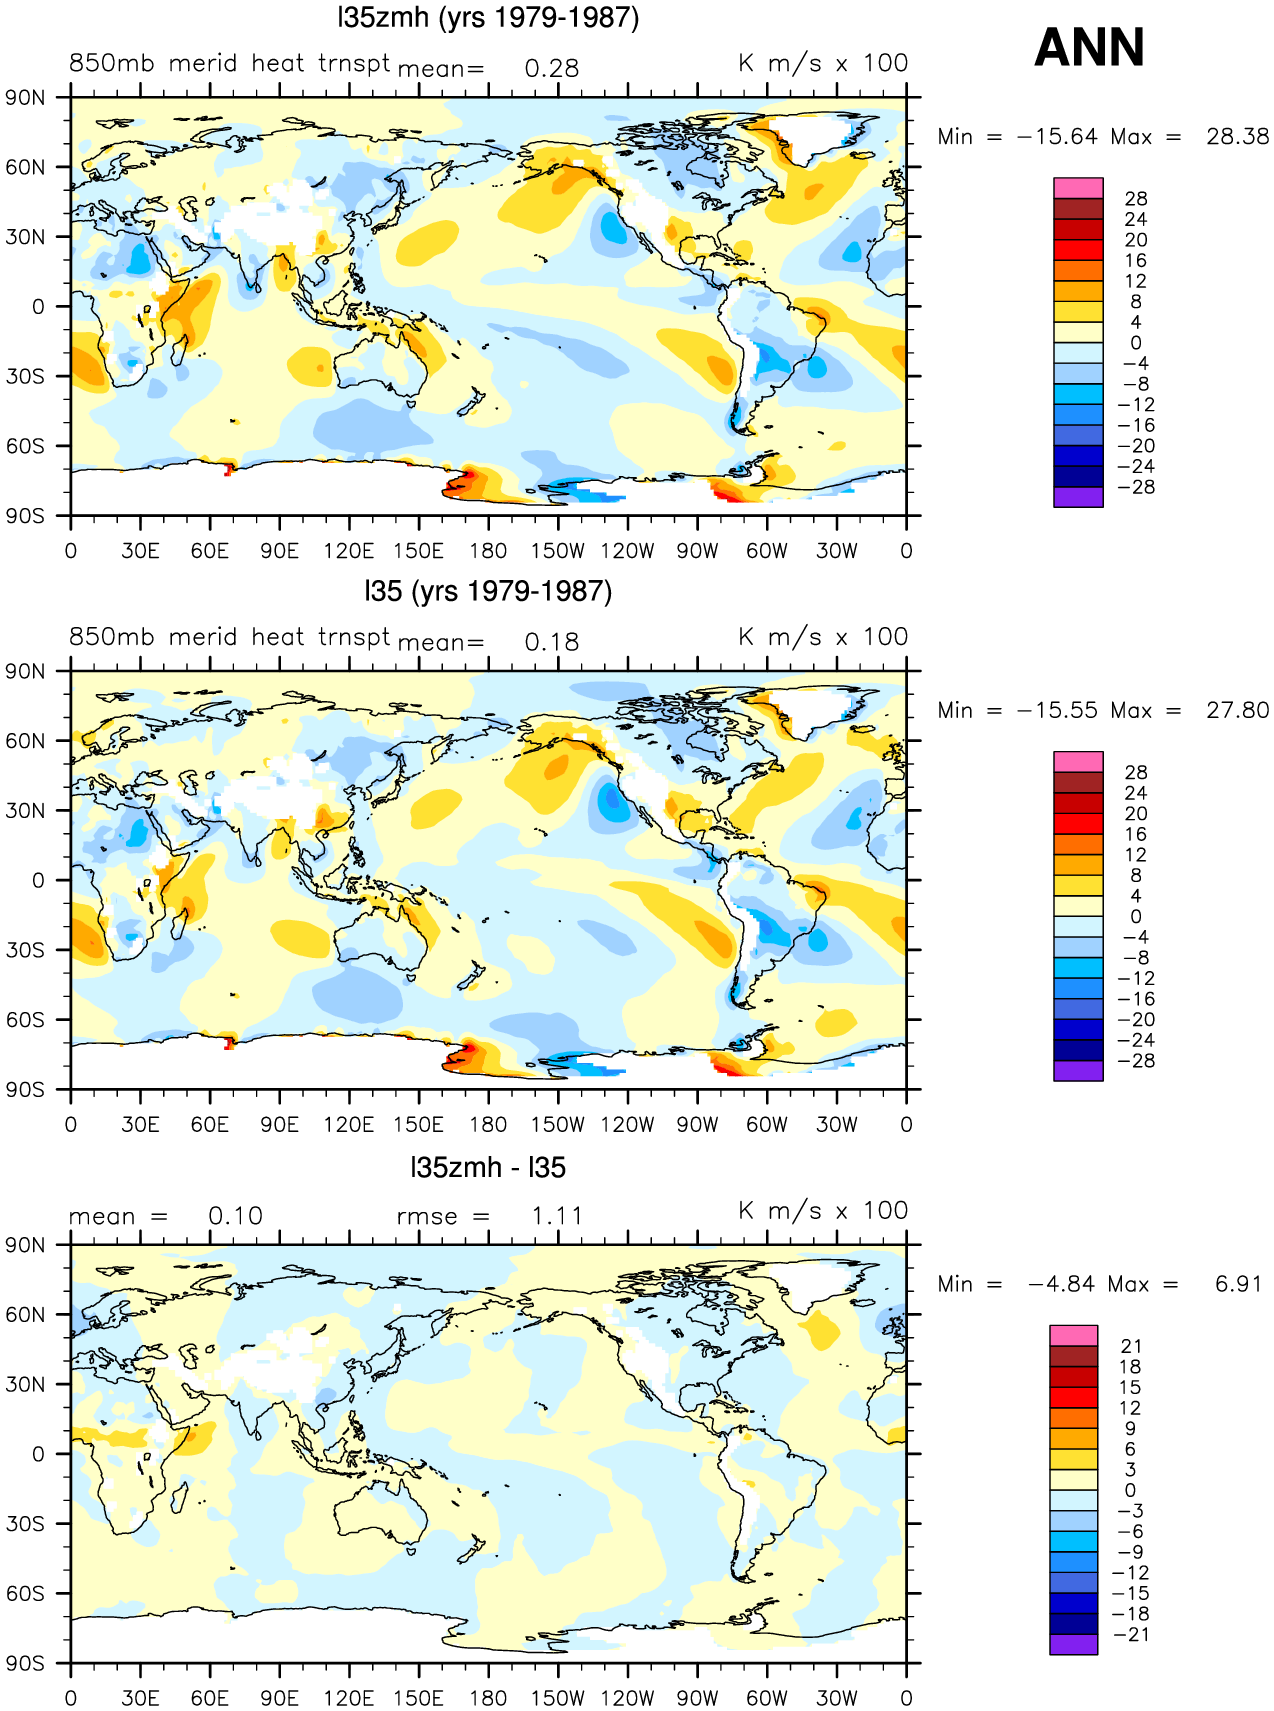 l35zmh (yrs 1979-1987)
ANN
850mb merid heat trnspt mean= 0.28 K m/s x 100
Min = −15.64 Max = 28.38
90N
60N
30N
0
30S
60S
90S
0 30E 60E 90E 120E 150E 180 150W 120W 90W 60W 30W 0
28
24
20
16
12
8
4
0
−4
−8
−12
−16
−20
−24
−28
l35 (yrs 1979-1987)
850mb merid heat trnspt mean= 0.18 K m/s x 100
Min = −15.55 Max = 27.80
90N
60N
30N
0
30S
60S
90S
0 30E 60E 90E 120E 150E 180 150W 120W 90W 60W 30W 0
28
24
20
16
12
8
4
0
−4
−8
−12
−16
−20
−24
−28
l35zmh - l35
mean = 0.10 rmse = 1.11 K m/s x 100
Min = −4.84 Max = 6.91
90N
60N
30N
0
30S
60S
90S
0 30E 60E 90E 120E 150E 180 150W 120W 90W 60W 30W 0
21
18
15
12
9
6
3
0
−3
−6
−9
−12
−15
−18
−21